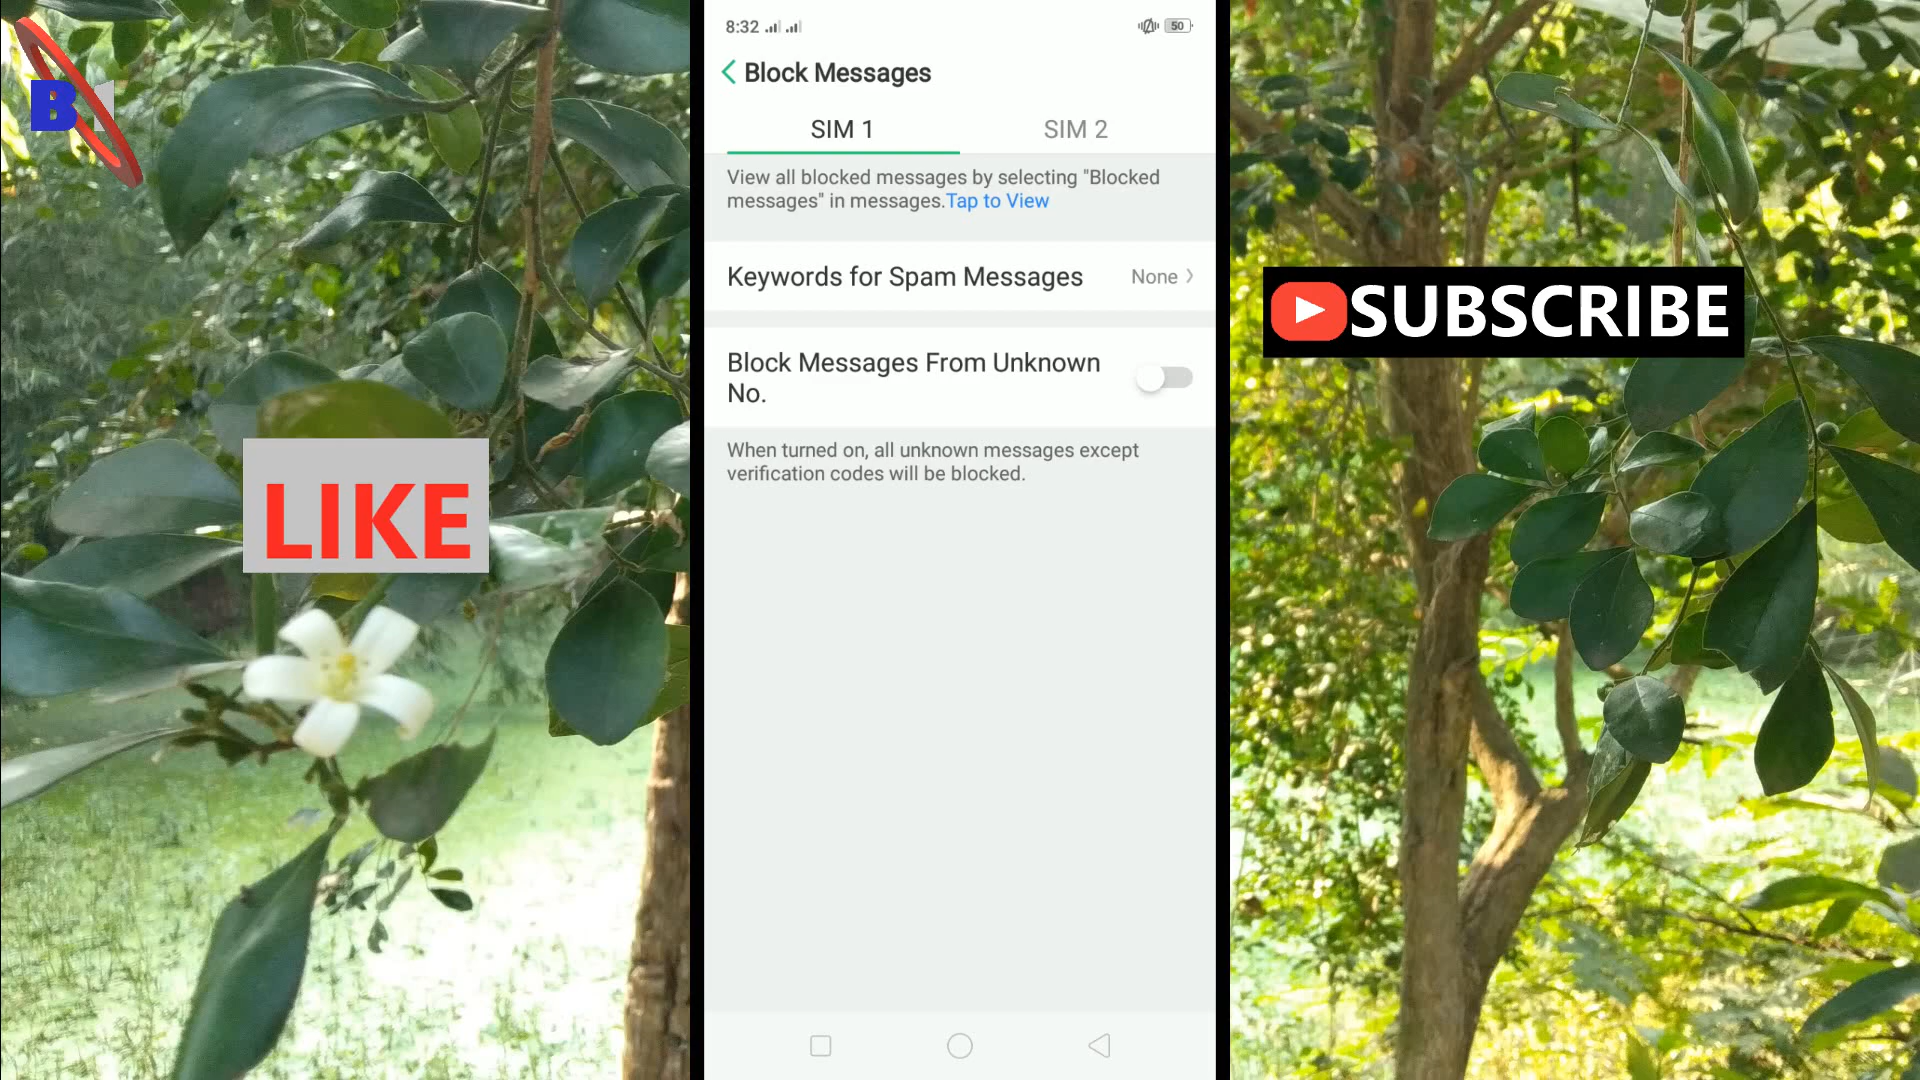 B
8:32
50
Block Messages
SIM 1
SIM 2
View all blocked messages by selecting "Blocked
messages" in messages.Tap to View
Keywords for Spam Messages
None
Block Messages From Unknown
No.
When turned on, all unknown messages except
verification codes will be blocked.
LIKE
SUBSCRIBE